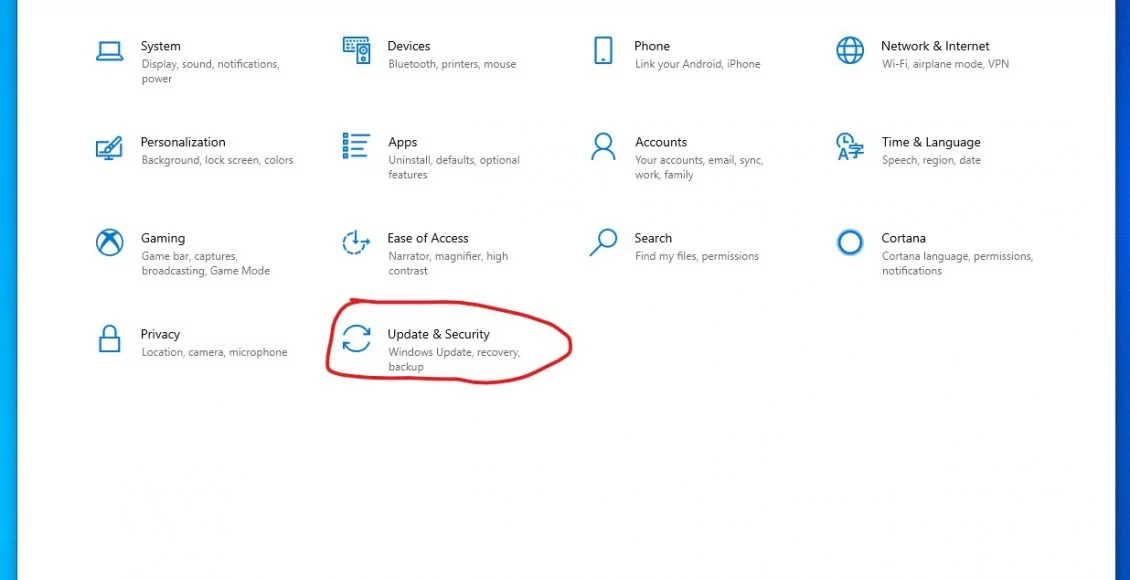 System
Display, sound, notifications,
power
Devices
Bluetooth, printers, mouse
Phone
Link your Android, iPhone
Network & Internet
Wi-Fi, airplane mode, VPN
Personalization
Background, lock screen, colors
Apps
Uninstall, defaults, optional
features
Accounts
Your accounts, email, sync,
work, family
Time & Language
Speech, region, date
Gaming
Game bar, captures,
broadcasting, Game Mode
Ease of Access
Narrator, magnifier, high
contrast
Search
Find my files, permissions
Cortana
Cortana language, permissions,
notifications
Privacy
Location, camera, microphone
Update & Security
Windows Update, recovery,
backup